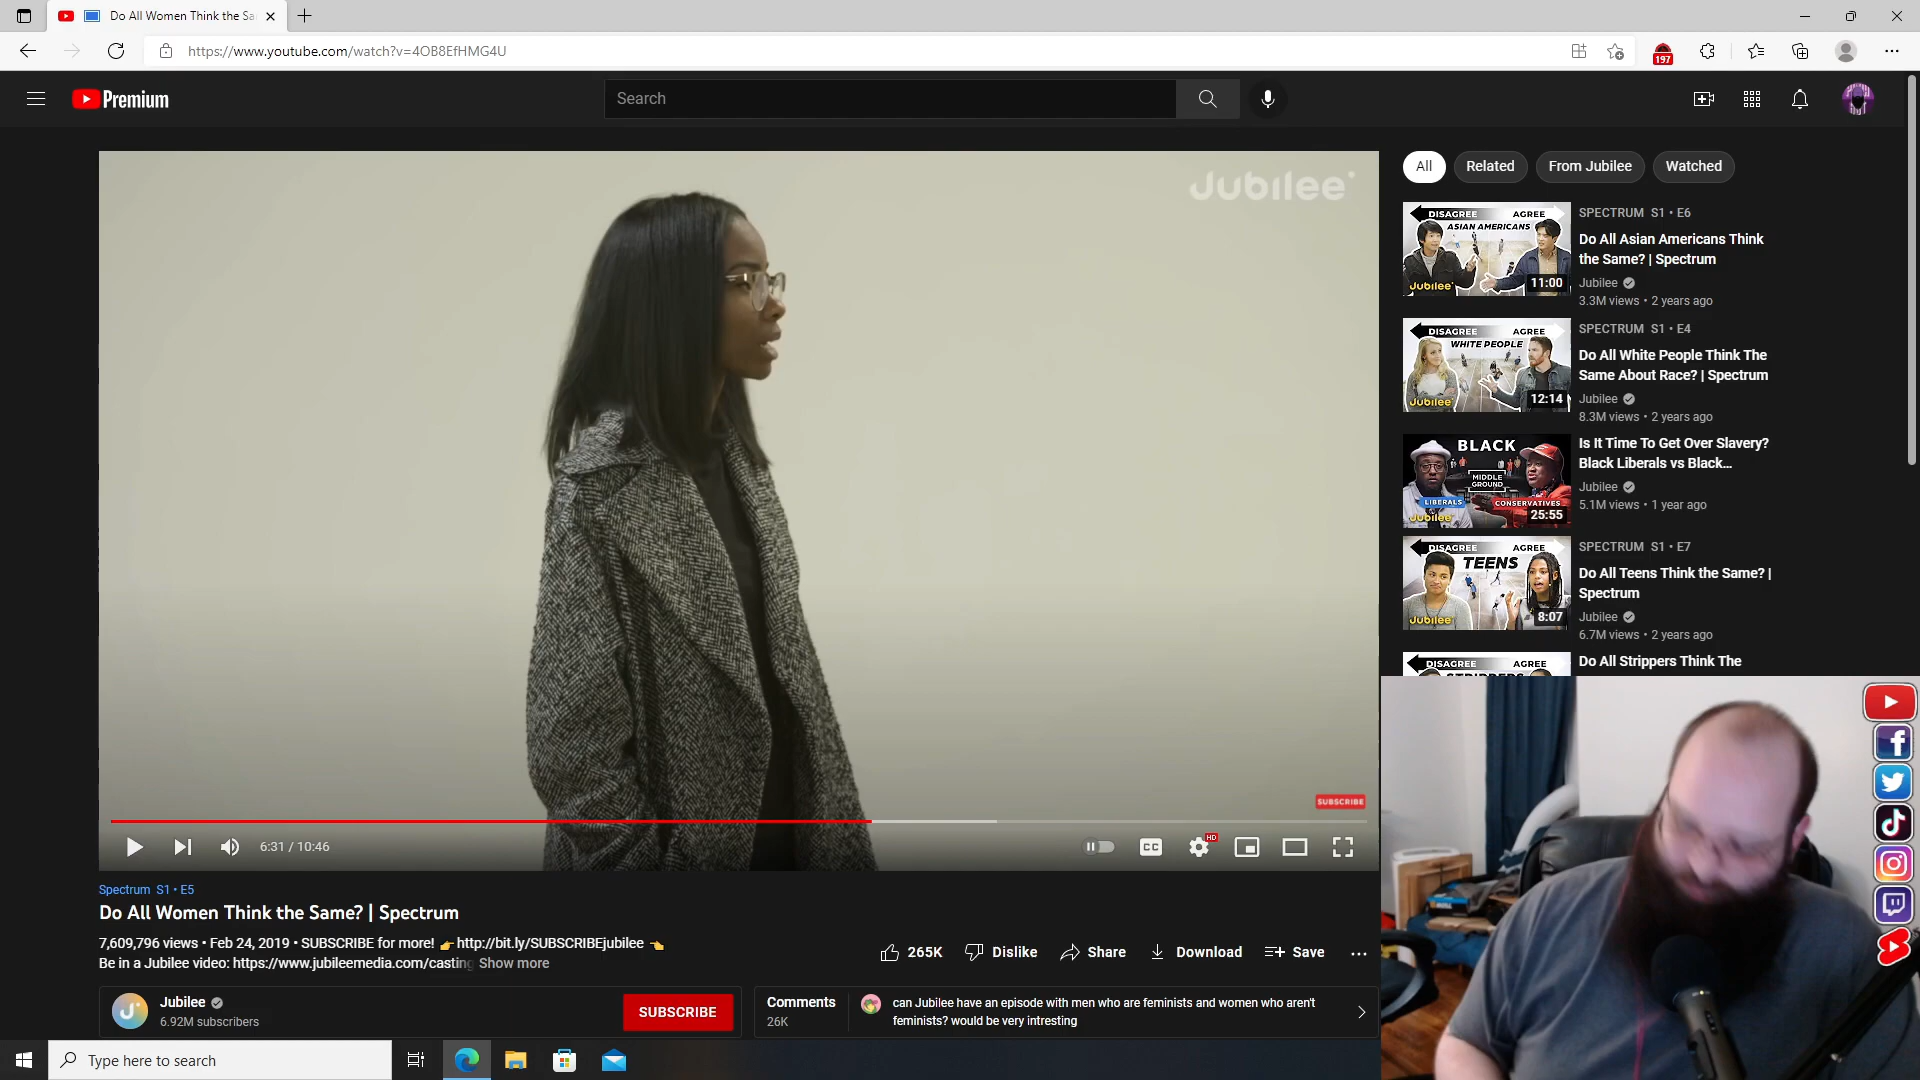 Do All Women Think the Sa
https://www.youtube.com/watch?v=4OB8EfHMG4U
197
Premium
Search
Jubilee
SUBSCRIBE
6:31 / 10:46
CC
HD
Spectrum S1 • E5
Do All Women Think the Same? | Spectrum
7,609,796 views • Feb 24, 2019 • SUBSCRIBE for more! 👉 http://bit.ly/SUBSCRIBEjubilee 👈
Be in a Jubilee video: https://www.jubileemedia.com/casting Show more
265K
Dislike
Share
Download
Save
Jubilee
6.92M subscribers
SUBSCRIBE
Comments
26K
can Jubilee have an episode with men who are feminists and women who aren't
feminists? would be very intresting
All
Related
From Jubilee
Watched
DISAGREE AGREE
ASIAN AMERICANS
Jubilee
11:00
SPECTRUM S1 • E6
Do All Asian Americans Think
the Same? | Spectrum
Jubilee
3.3M views • 2 years ago
DISAGREE AGREE
WHITE PEOPLE
Jubilee
12:14
SPECTRUM S1 • E4
Do All White People Think The
Same About Race? | Spectrum
Jubilee
8.3M views • 2 years ago
BLACK
MIDDLE
GROUND
LIBERALS
CONSERVATIVES
Jubilee
25:55
Is It Time To Get Over Slavery?
Black Liberals vs Black...
Jubilee
5.1M views • 1 year ago
DISAGREE AGREE
TEENS
Jubilee
8:07
SPECTRUM S1 • E7
Do All Teens Think the Same? |
Spectrum
Jubilee
6.7M views • 2 years ago
DISAGREE AGREE
Do All Strippers Think The
Type here to search